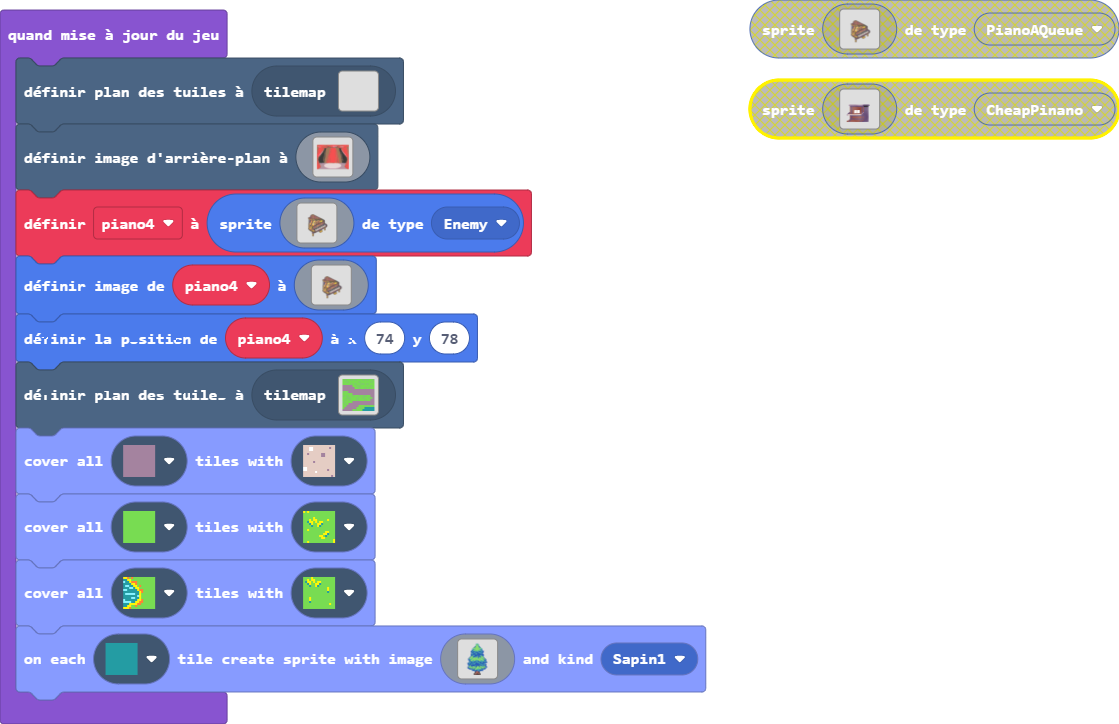 quand mise à jour du jeu
sprite de type PianoAQueue
définir plan des tuiles à tilemap
sprite de type CheapPinano
définir image d'arrière-plan à
définir piano4 à sprite de type Enemy
définir image de piano4 à
définir la position de piano4 à x 74 y 78
définir plan des tuiles à tilemap
cover all tiles with
cover all tiles with
cover all tiles with
on each tile create sprite with image and kind Sapin1